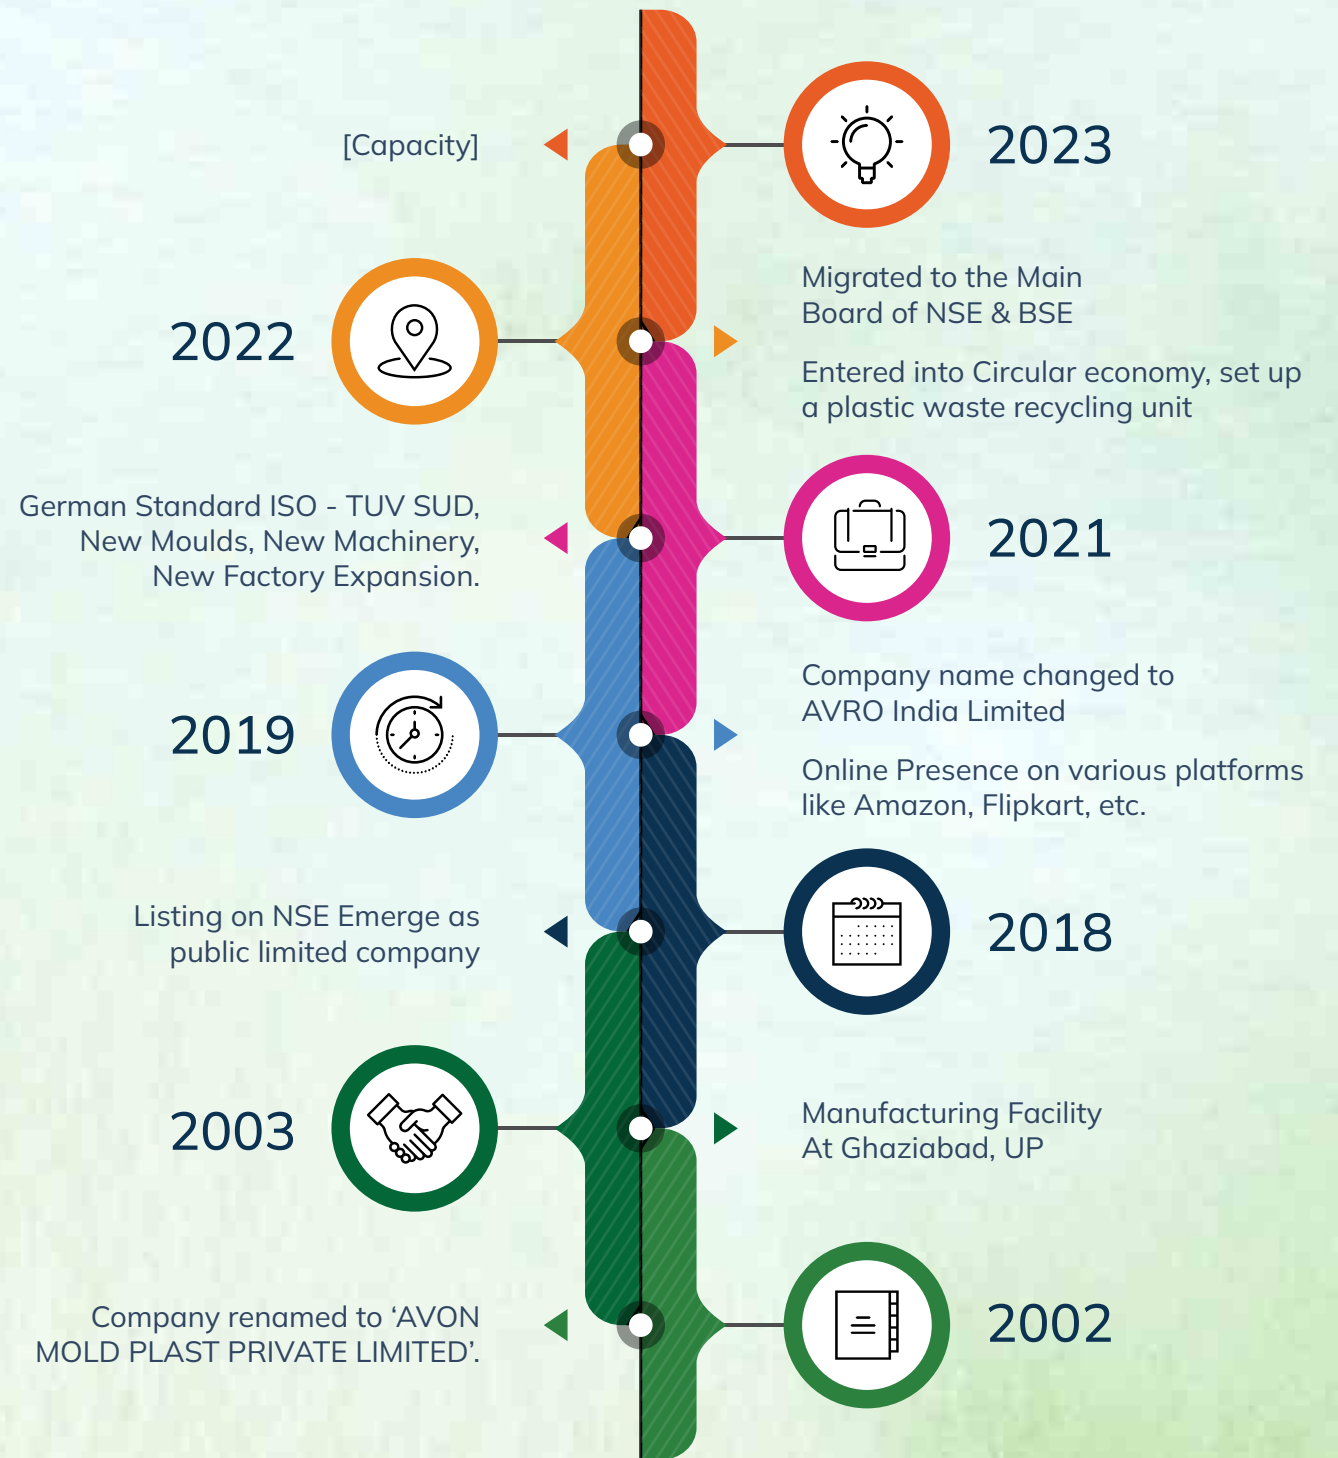 [Capacity]
2023
2022
Migrated to the Main
Board of NSE & BSE
Entered into Circular economy, set up
a plastic waste recycling unit
German Standard ISO - TUV SUD,
New Moulds, New Machinery,
New Factory Expansion.
2021
2019
Company name changed to
AVRO India Limited
Online Presence on various platforms
like Amazon, Flipkart, etc.
Listing on NSE Emerge as
public limited company
2018
2003
Manufacturing Facility
At Ghaziabad, UP
Company renamed to ‘AVON
MOLD PLAST PRIVATE LIMITED’.
2002